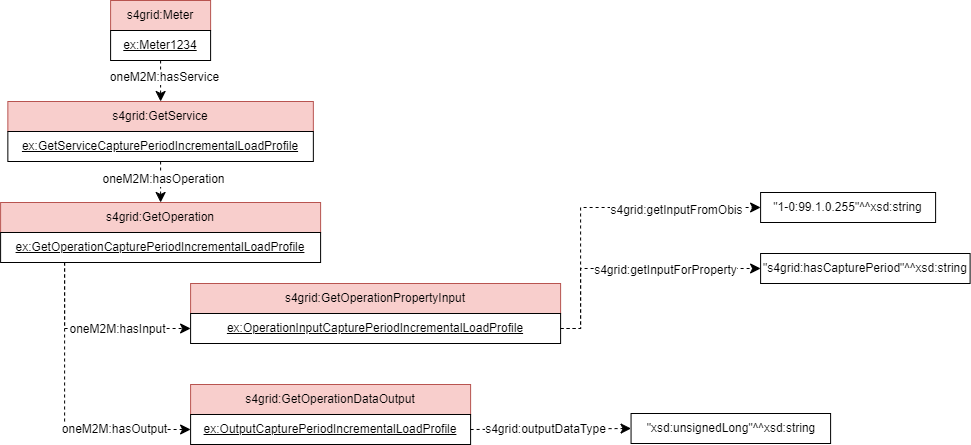 s4grid:Meter
ex:Meter1234
oneM2M:hasService
s4grid:GetService
ex:GetServiceCapturePeriodIncrementalLoadProfile
oneM2M:hasOperation
s4grid:GetOperation
ex:GetOperationCapturePeriodIncrementalLoadProfile
s4grid:getInputFromObis
"1-0:99.1.0.255"^^xsd:string
s4grid:getInputForProperty
"s4grid:hasCapturePeriod"^^xsd:string
s4grid:GetOperationPropertyInput
oneM2M:hasInput
ex:OperationInputCapturePeriodIncrementalLoadProfile
s4grid:GetOperationDataOutput
oneM2M:hasOutput
ex:OutputCapturePeriodIncrementalLoadProfile
s4grid:outputDataType
"xsd:unsignedLong"^^xsd:string